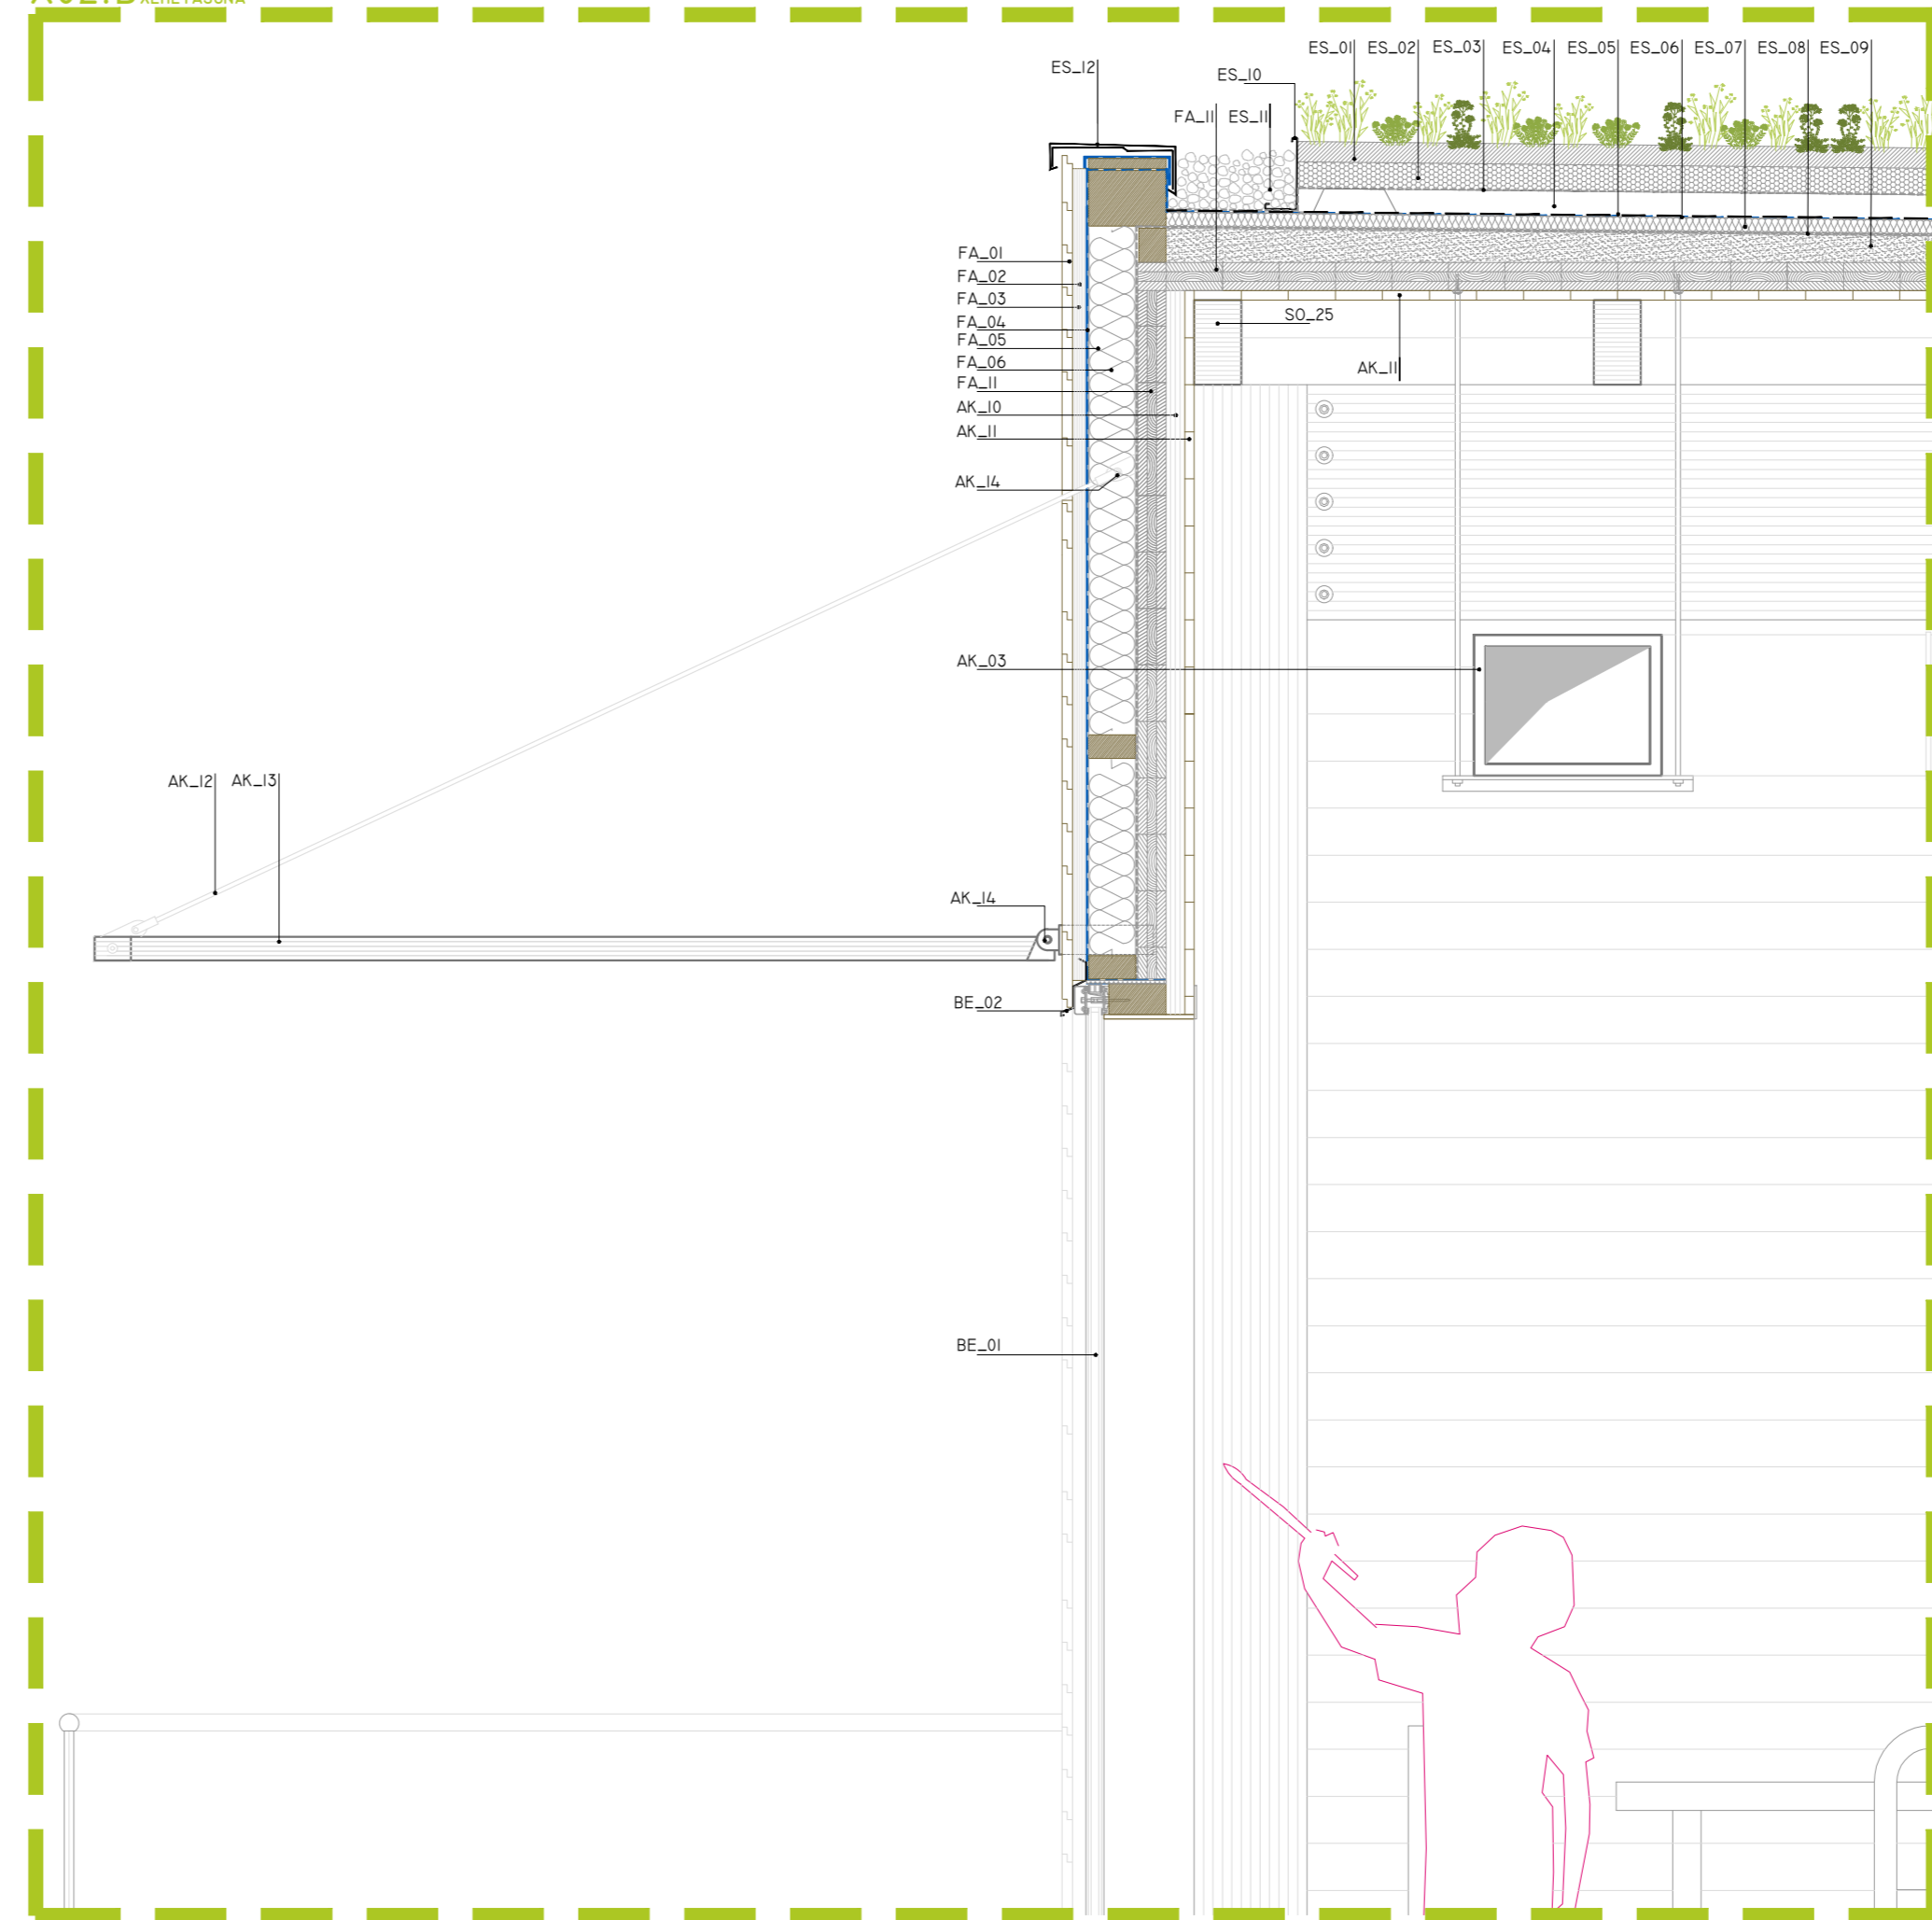 XEHETASUNA
ES_01 ES_02 ES_03 ES_04 ES_05 ES_06 ES_07 ES_08 ES_09
ES_12
ES_10
FA_11 ES_11
FA_01
FA_02
FA_03
FA_04
FA_05
FA_06
FA_11
AK_10
AK_11
AK_14
SO_25
AK_11
AK_03
AK_12 AK_13
AK_14
BE_02
BE_01